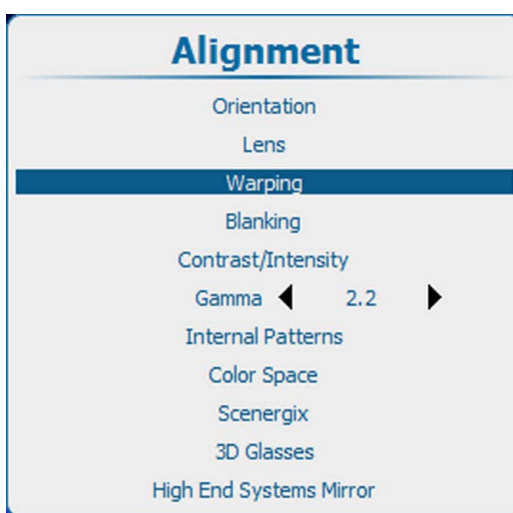 Alignment
Orientation
Lens
Warping
Blanking
Contrast/Intensity
Gamma 2.2
Internal Patterns
Color Space
Scenergix
3D Glasses
High End Systems Mirror